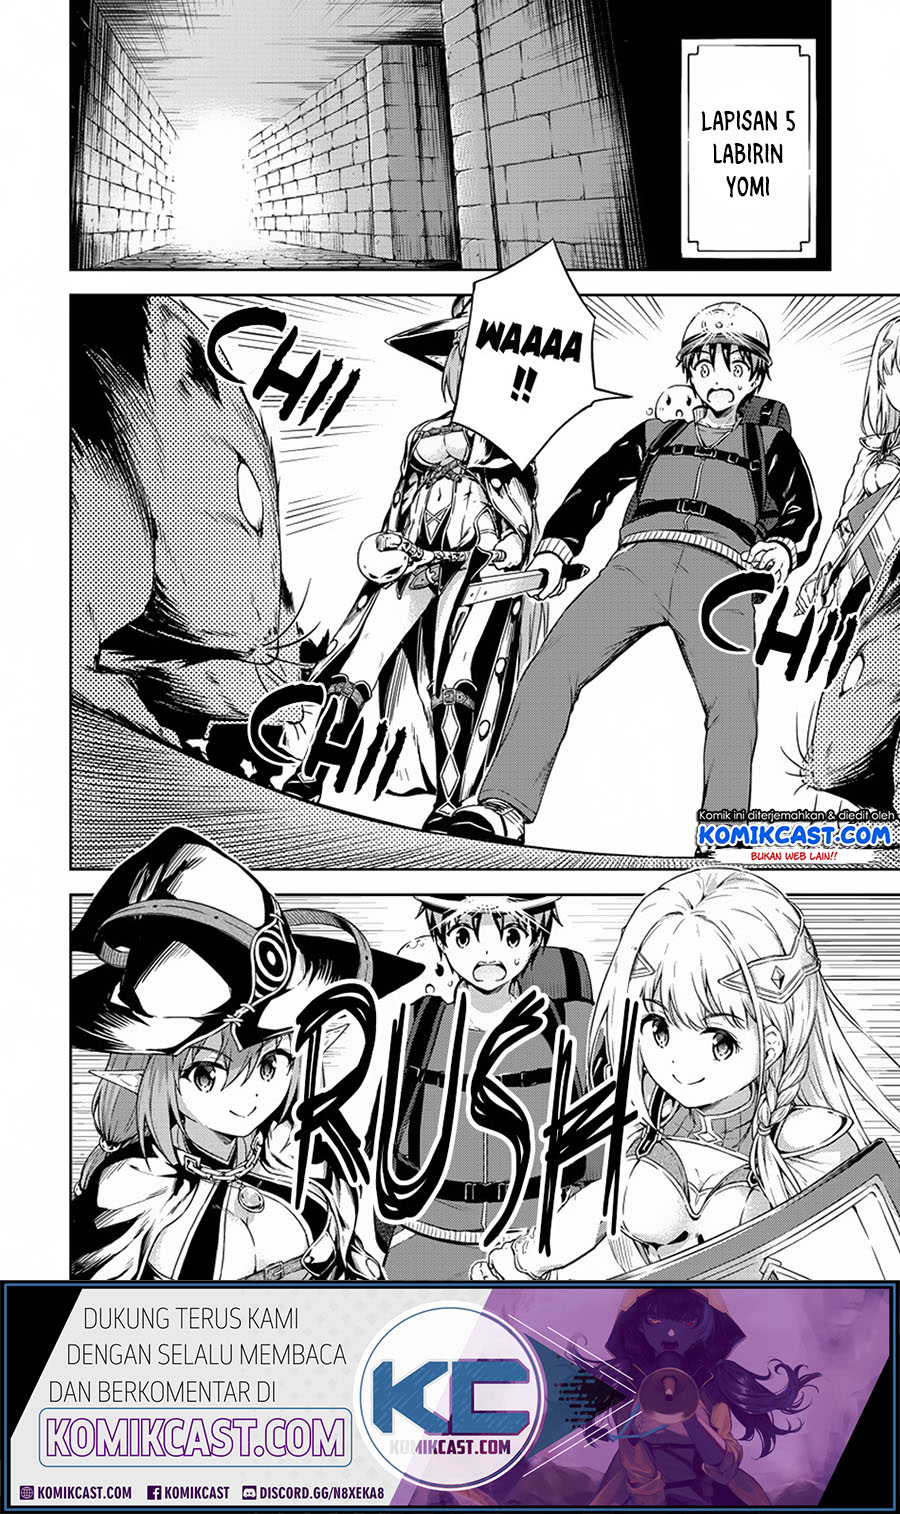 LAPISAN 5
LABIRIN
YOMI
WAAAA
!!
CHII
CHII
CHII
Komik ini diterjemahkan & diedit oleh
KOMIKCAST.COM
BUKAN WEB LAIN!!
RUSH
DUKUNG TERUS KAMI
DENGAN SELALU MEMBACA
DAN BERKOMENTAR DI
KOMIKCAST.COM
KC
KOMIKCAST.COM
KOMIKCAST.COM
KOMIKCAST
DISCORD.GG/N8XEKA8